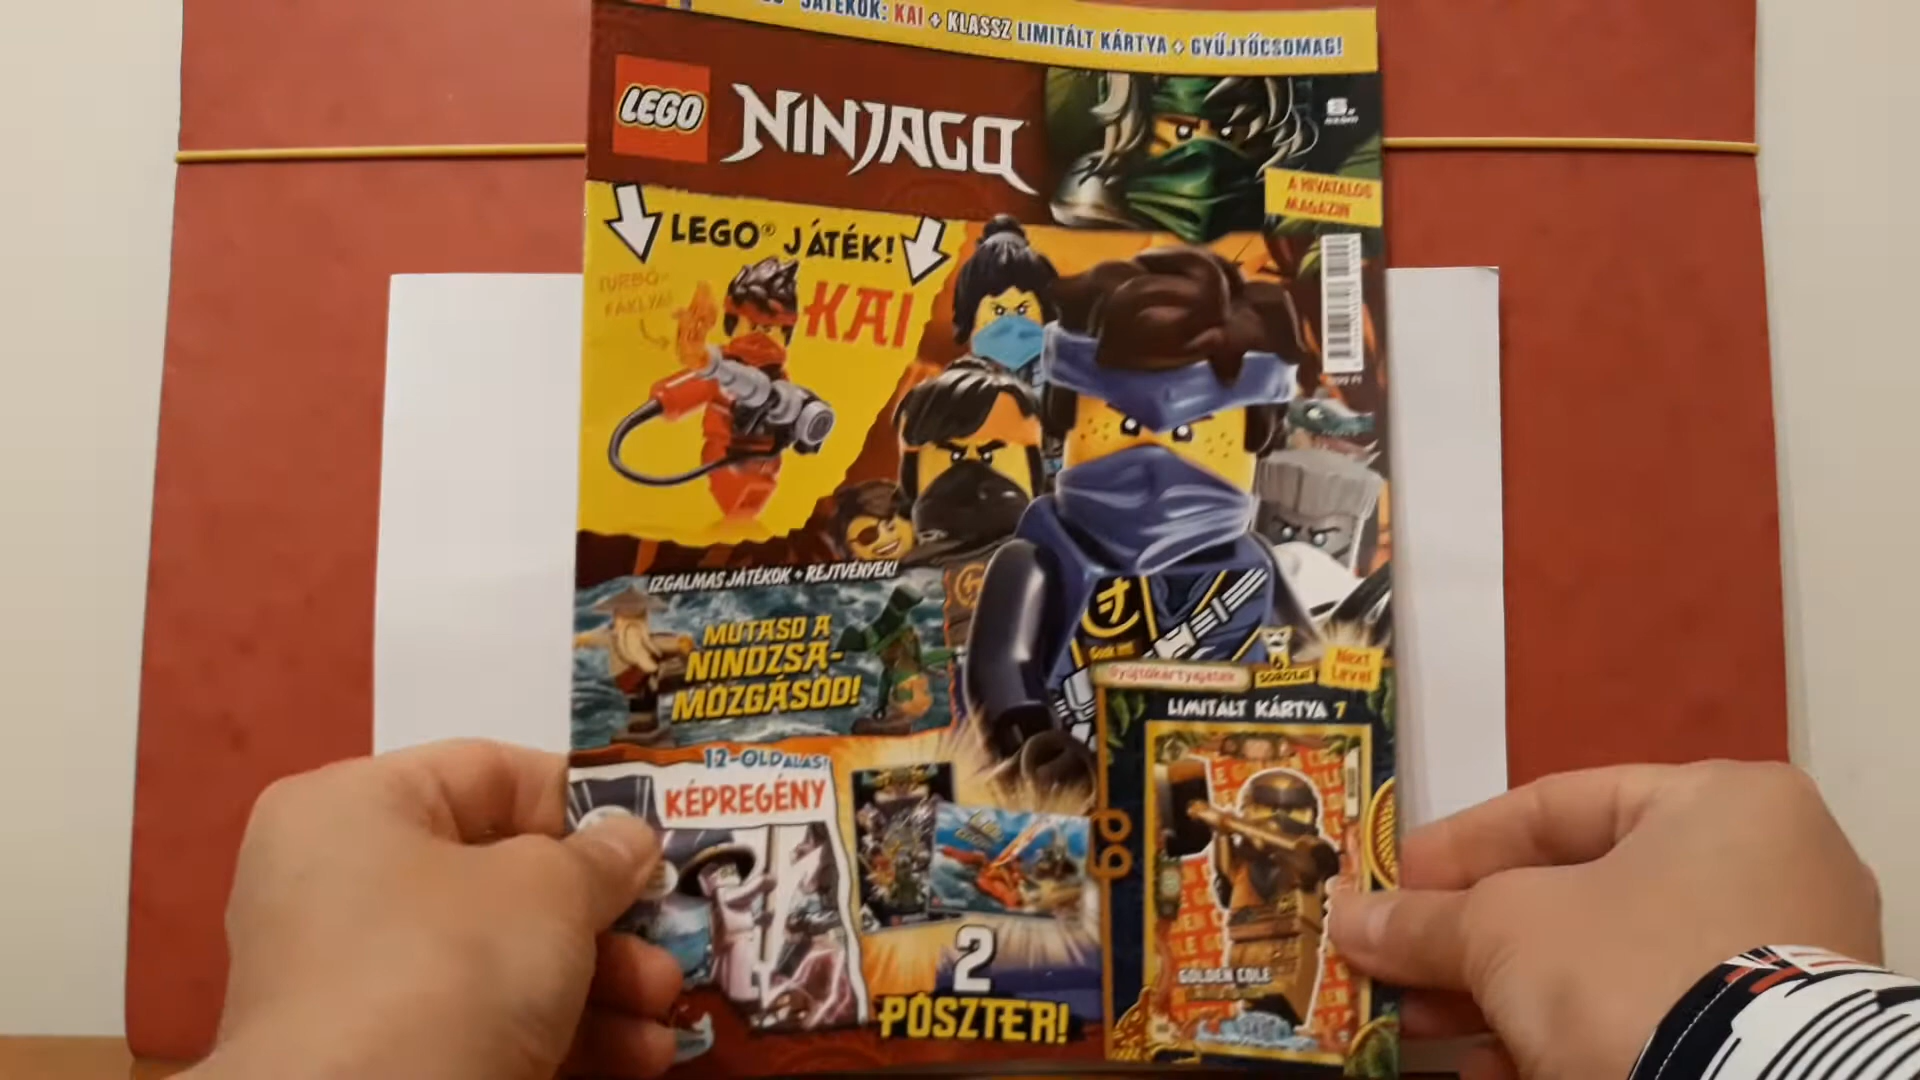 JÁTÉKOK: KAI + KLASSZ LIMITÁLT KÁRTYA + GYŰJTŐCSOMAG!
LEGO NINJAGO
A HIVATALOS
MAGAZIN
LEGO® JÁTÉK!
TURBÓ-
FÁKLYA!
KAI
IZGALMAS JÁTÉKOK + REJTVÉNYEK!
MUTASD A
NINDZSA-
MOZGÁSOD!
Gyűjtőkártyajáték
SOROZAT
Next
Level
LIMITÁLT KÁRTYA 7
12-OLDALAS!
KÉPREGÉNY
2
POSZTER!
GOLDEN COLE